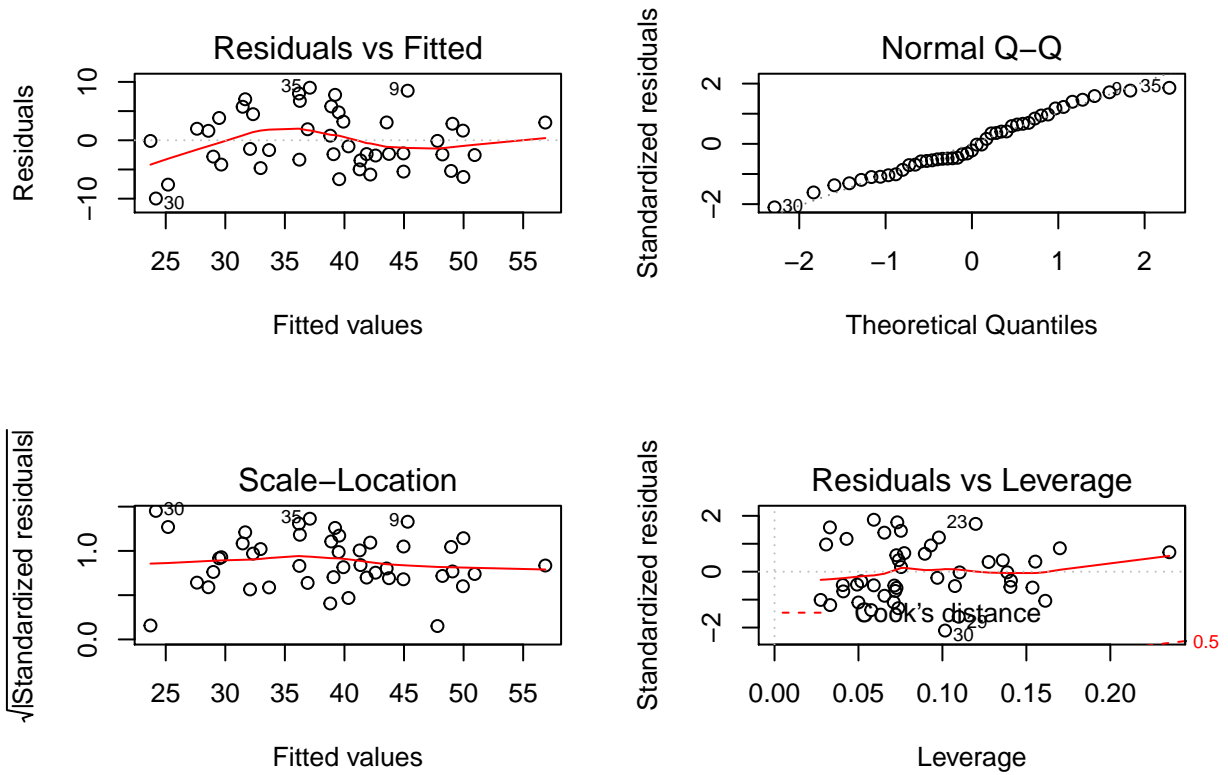 Residuals vs Fitted
Residuals
10
0
−10
35
9
30
25 30 35 40 45 50 55
Fitted values
Normal Q−Q
Standardized residuals
2
0
−2
9
35
30
−2 −1 0 1 2
Theoretical Quantiles
Scale−Location
√|Standardized residuals|
1.0
0.0
30
35
9
25 30 35 40 45 50 55
Fitted values
Residuals vs Leverage
Standardized residuals
2
0
−2
23
Cook's distance
29
30
0.5
0.00 0.05 0.10 0.15 0.20
Leverage